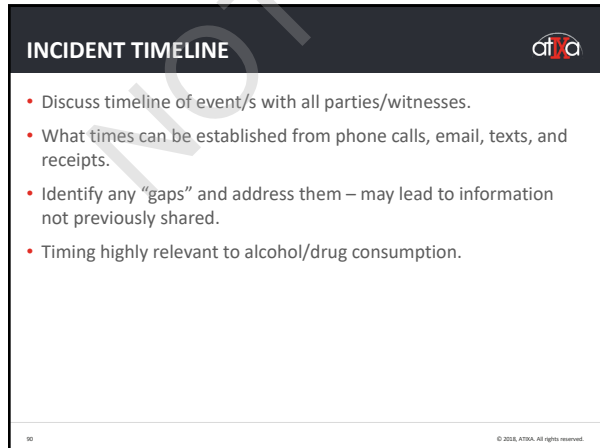 INCIDENT TIMELINE
atIXa
• Discuss timeline of event/s with all parties/witnesses.
• What times can be established from phone calls, email, texts, and
receipts.
• Identify any “gaps” and address them – may lead to information
not previously shared.
• Timing highly relevant to alcohol/drug consumption.
NOT
90
© 2018, ATIXA. All rights reserved.